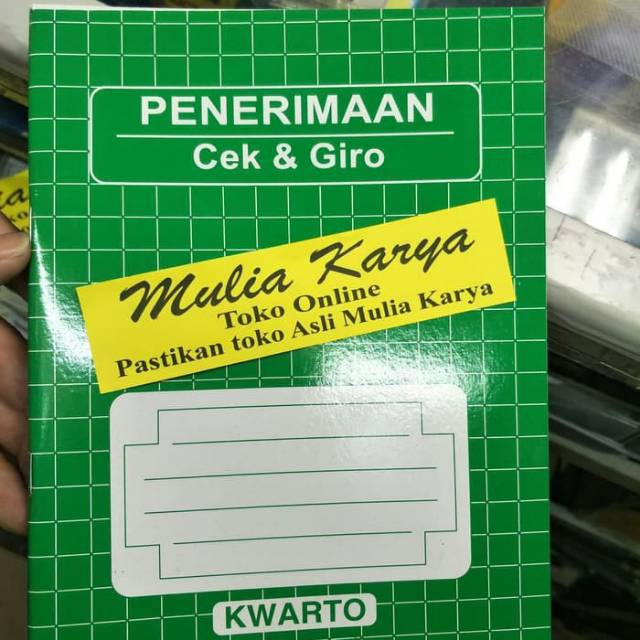 PENERIMAAN
Cek & Giro
Mulia Karya
Toko Online
Pastikan toko Asli Mulia Karya
KWARTO